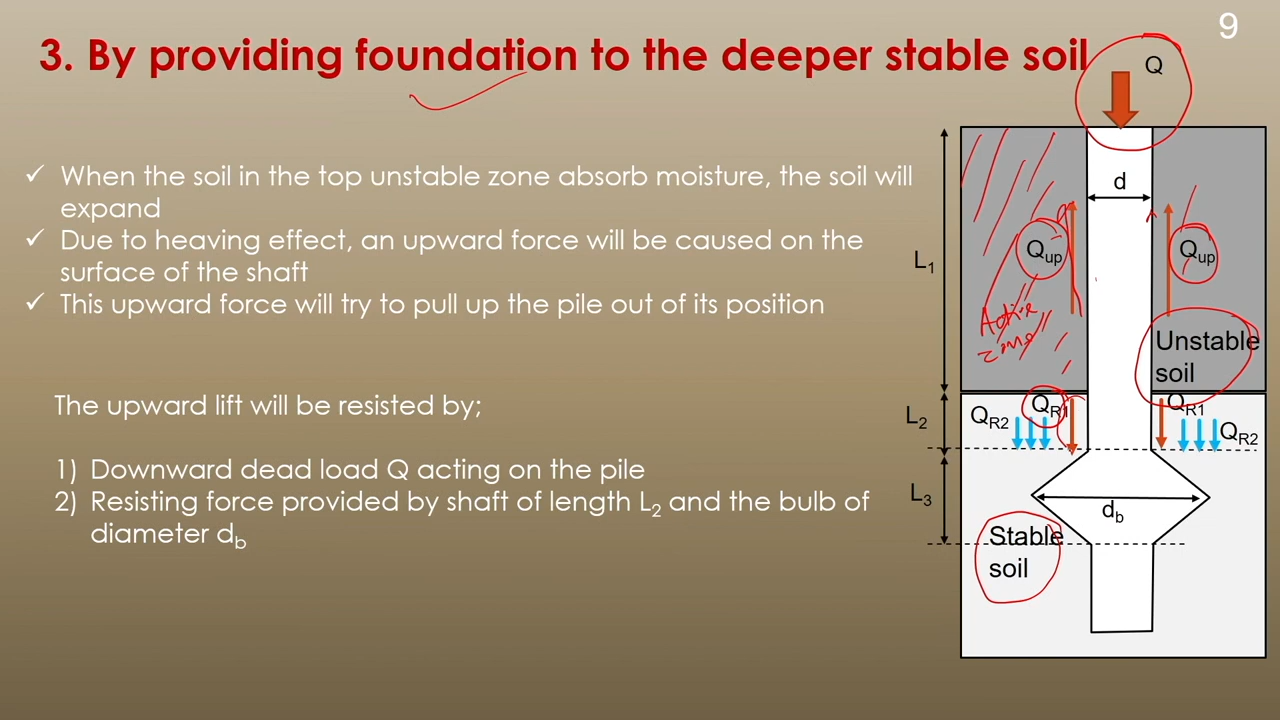 9
3. By providing foundation to the deeper stable soil
✓ When the soil in the top unstable zone absorb moisture, the soil will
expand
✓ Due to heaving effect, an upward force will be caused on the
surface of the shaft
✓ This upward force will try to pull up the pile out of its position
The upward lift will be resisted by;
1) Downward dead load Q acting on the pile
2) Resisting force provided by shaft of length L2 and the bulb of
diameter db
Q
d
L1
Qup
Qup
Active
zone
Unstable
soil
L2
QR2
QR1
QR1
QR2
L3
db
Stable
soil